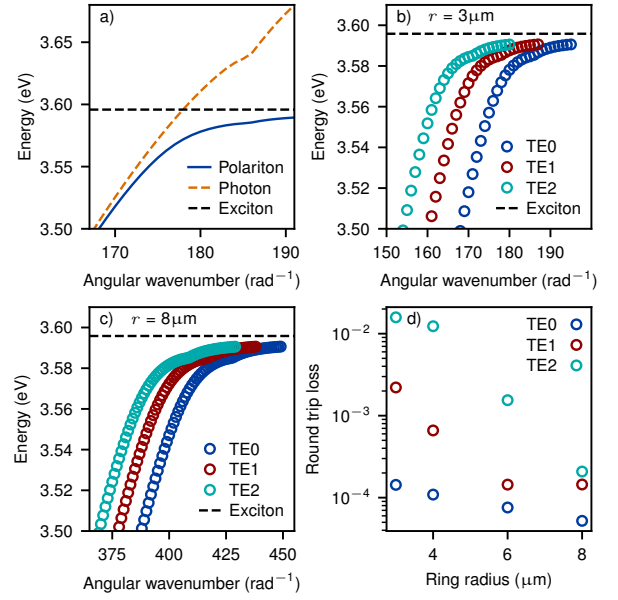 a)
3.65
3.60
3.55
3.50
Energy (eV)
Polariton
Photon
Exciton
170 180 190
Angular wavenumber (rad⁻¹)
b) r = 3μm
3.60
3.58
3.56
3.54
3.52
3.50
Energy (eV)
TE0
TE1
TE2
Exciton
150 160 170 180 190
Angular wavenumber (rad⁻¹)
c) r = 8μm
3.60
3.58
3.56
3.54
3.52
3.50
Energy (eV)
TE0
TE1
TE2
Exciton
375 400 425 450
Angular wavenumber (rad⁻¹)
d)
TE0
TE1
TE2
10⁻²
10⁻³
10⁻⁴
Round trip loss
4 6 8
Ring radius (μm)